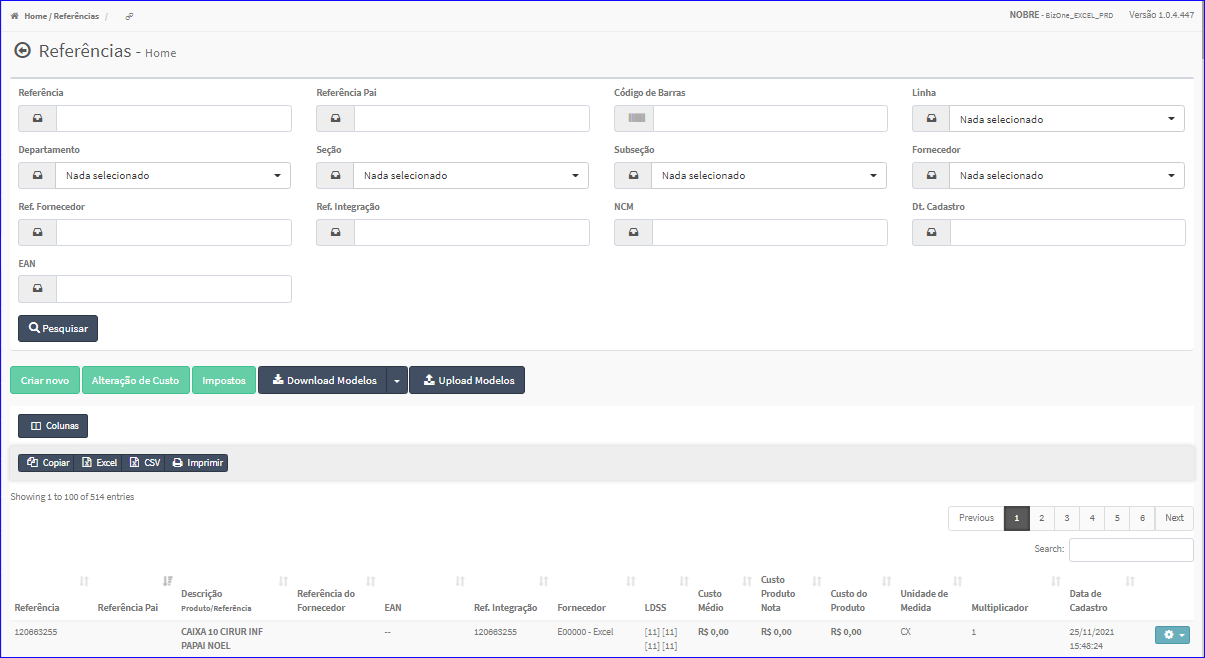 Home / Referências /
NOBRE - BizOne_EXCEL_PRD Versão 1.0.4.447
Referências - Home
Referência Referência Pai Código de Barras Linha
Nada selecionado
Departamento Seção Subseção Fornecedor
Nada selecionado Nada selecionado Nada selecionado Nada selecionado
Ref. Fornecedor Ref. Integração NCM Dt. Cadastro
EAN
Pesquisar
Criar novo Alteração de Custo Impostos Download Modelos Upload Modelos
Colunas
Copiar Excel CSV Imprimir
Showing 1 to 100 of 514 entries
Previous 1 2 3 4 5 6 Next
Search:
Referência Referência Pai Descrição Produto/Referência Referência do Fornecedor EAN Ref. Integração Fornecedor LDSS Custo Médio Custo Produto Nota Custo do Produto Unidade de Medida Multiplicador Data de Cadastro
120663255 CAIXA 10 CIRUR INF -- 120663255 E00000 - Excel [11] [11] R$ 0,00 R$ 0,00 R$ 0,00 CX 1 25/11/2021
PAPAI NOEL [11] [11] 15:48:24